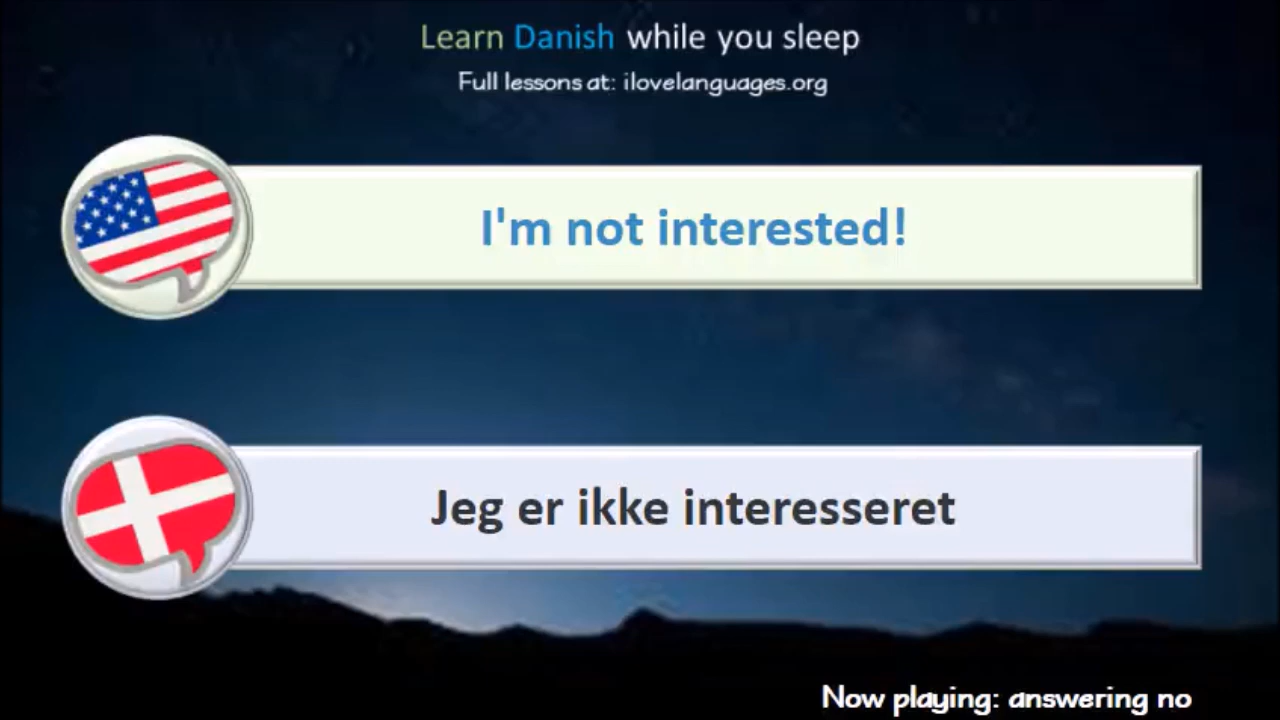 Learn Danish while you sleep
Full lessons at: ilovelanguages.org
I'm not interested!
Jeg er ikke interesseret
Now playing: answering no